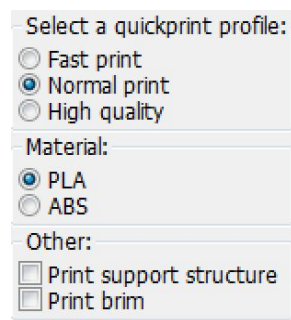 Select a quickprint profile:
Fast print
Normal print
High quality
Material:
PLA
ABS
Other:
Print support structure
Print brim